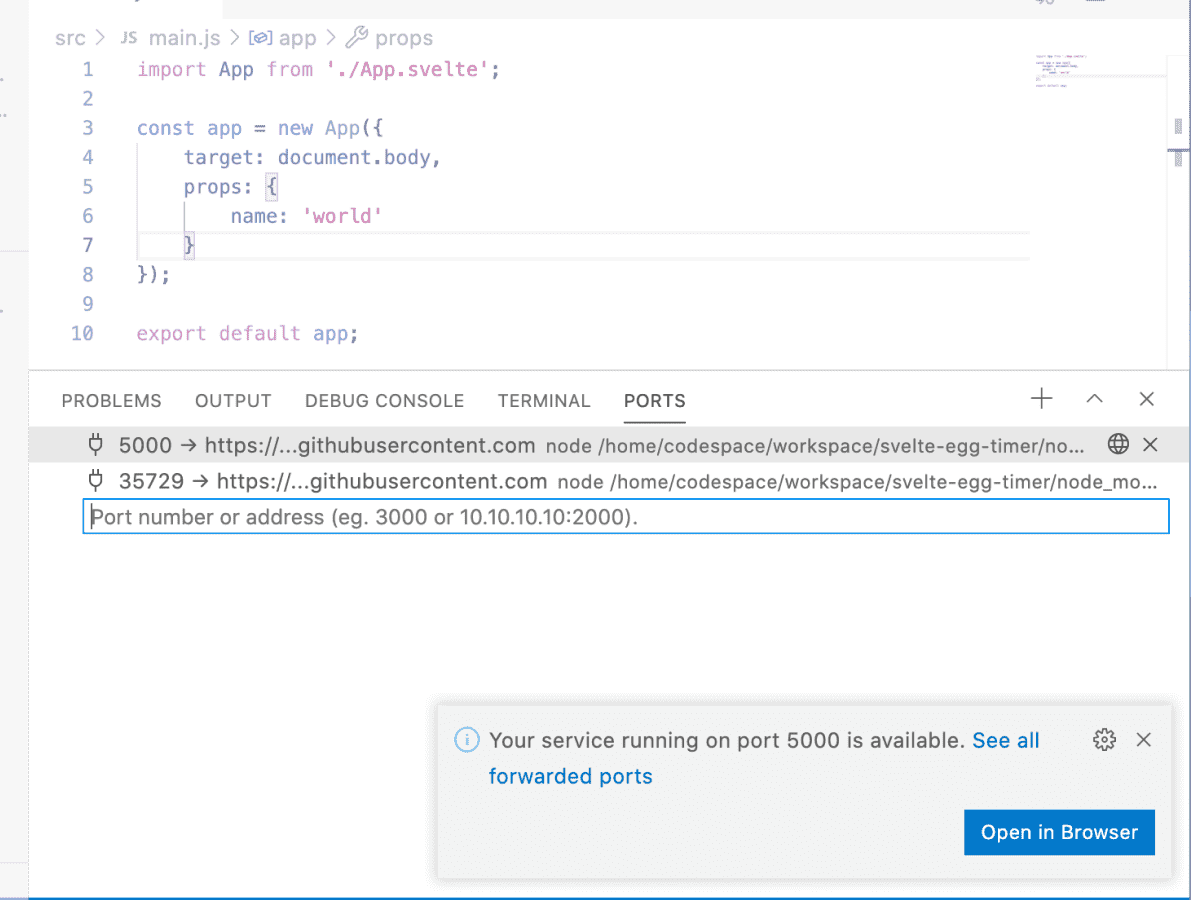 src > JS main.js > app > props
1 import App from './App.svelte';
2
3 const app = new App({
4 target: document.body,
5 props: {
6 name: 'world'
7 }
8 });
9
10 export default app;
PROBLEMS OUTPUT DEBUG CONSOLE TERMINAL PORTS
5000 → https://...githubusercontent.com node /home/codespace/workspace/svelte-egg-timer/no...
35729 → https://...githubusercontent.com node /home/codespace/workspace/svelte-egg-timer/node_mo...
Port number or address (eg. 3000 or 10.10.10.10:2000).
Your service running on port 5000 is available. See all
forwarded ports
Open in Browser